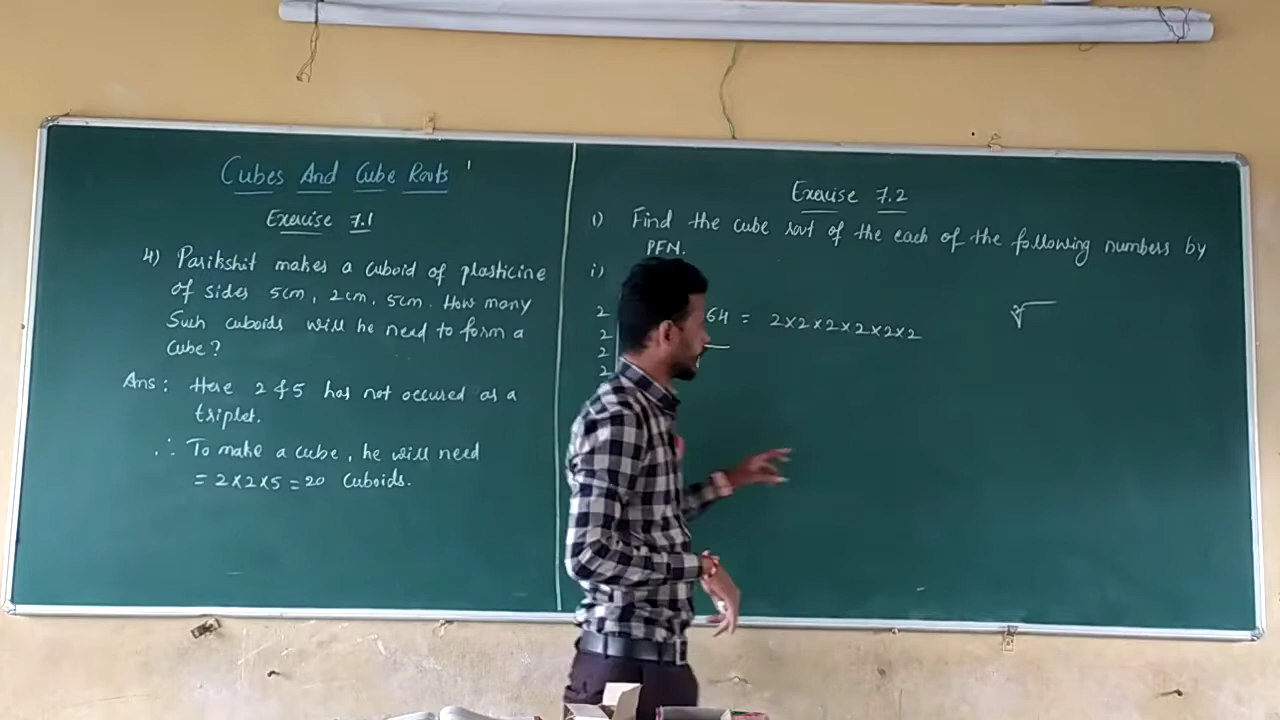 Cubes And Cube Roots
Exercise 7.1
4) Parikshit makes a cuboid of plasticine
of sides 5cm, 2cm, 5cm. How many
Such cuboids will he need to form a
Cube?
Ans: Here 2 & 5 has not occured as a
triplet.
∴ To make a cube, he will need
= 2×2×5 = 20 Cuboids.
Exercise 7.2
1) Find the cube root of the each of the following numbers by
PFM.
i)
2
64 = 2×2×2×2×2×2
2
2
2
∛